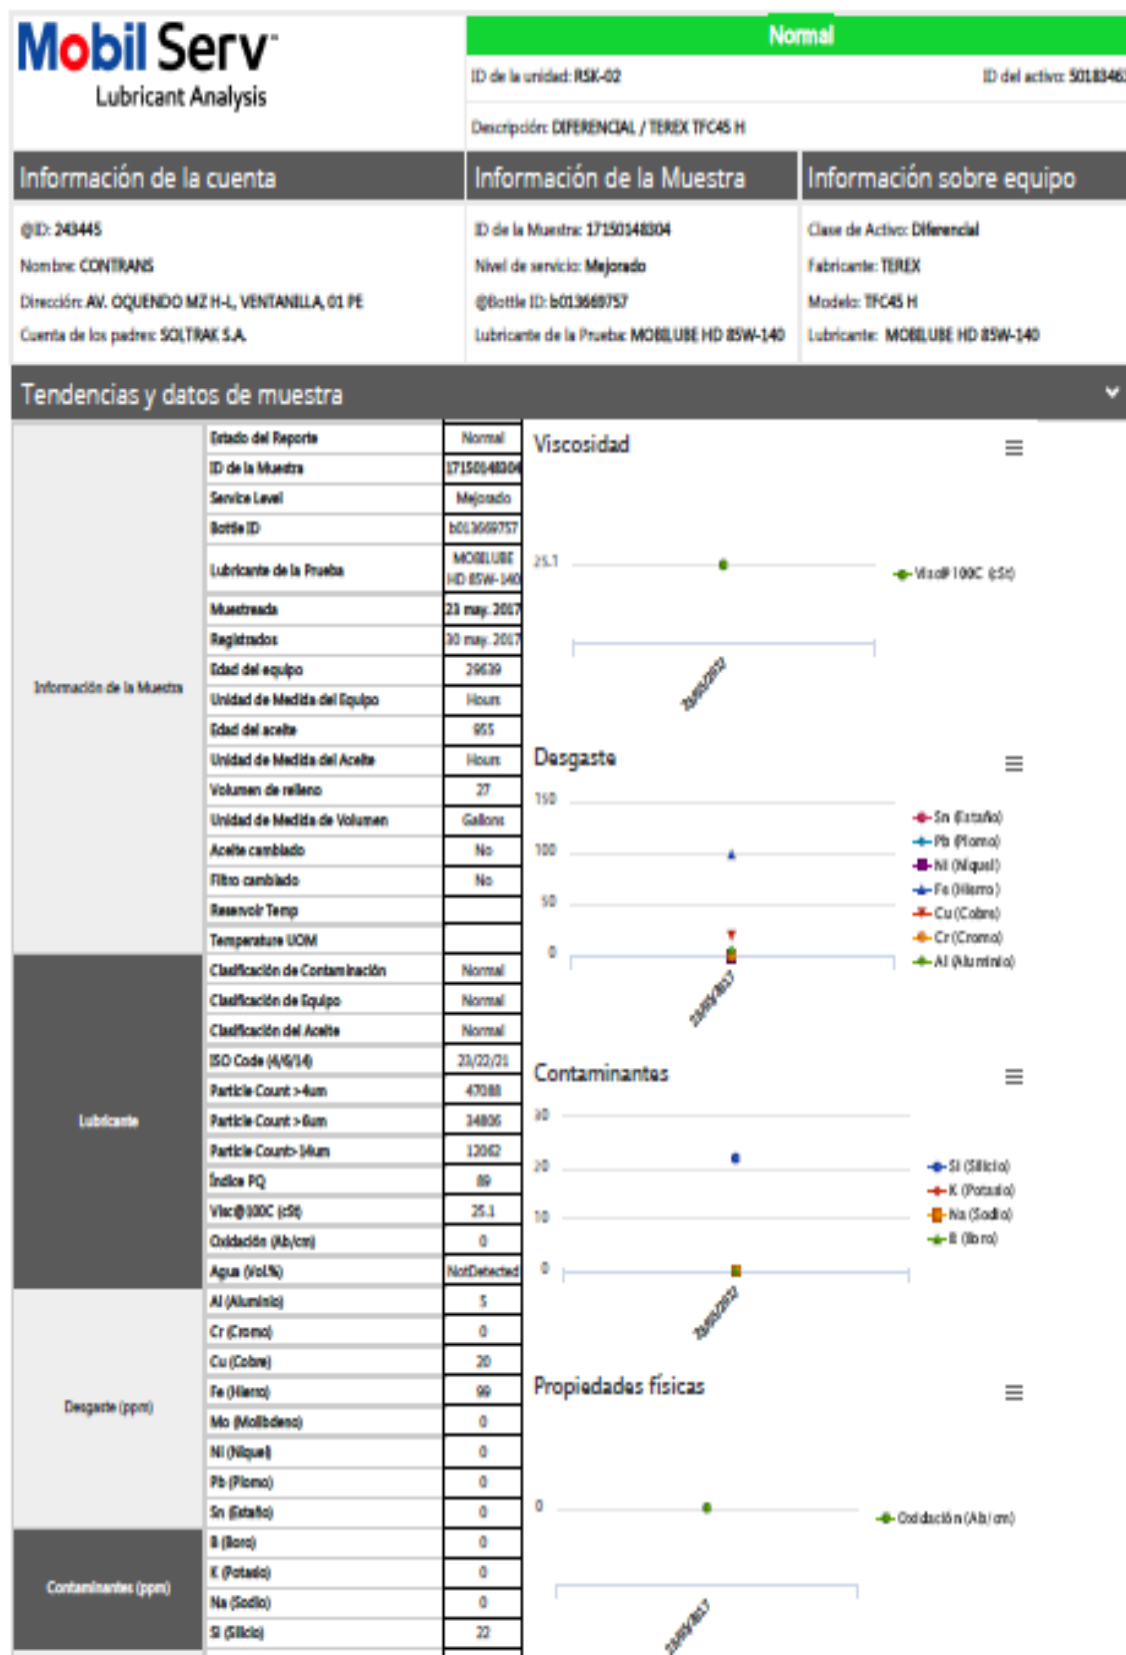 Mobil Serv
Lubricant Analysis
Normal
ID de la unidad: RSK-02
ID del activo: 5018346
Descripción: DIFERENCIAL / TEREX TFC45 H
Información de la cuenta
Información de la Muestra
Información sobre equipo
@ID: 243445
ID de la Muestra: 17150148304
Clase de Activo: Diferencial
Nombre: CONTRANS
Nivel de servicio: Mejorado
Fabricante: TEREX
Dirección: AV. OQUENDO MZ H-L, VENTANILLA, 01 PE
@Bottle ID: b013669757
Modelo: TFC45 H
Cuenta de los padres: SOLTRAK S.A.
Lubricante de la Prueba: MOBILUBE HD 85W-140
Lubricante: MOBILUBE HD 85W-140
Tendencias y datos de muestra
Información de la Muestra
Estado del Reporte Normal
ID de la Muestra 17150148304
Service Level Mejorado
Bottle ID b013669757
Lubricante de la Prueba MOBILUBE
HD 85W-140
Muestreada 23 may. 2017
Registrados 30 may. 2017
Edad del equipo 29639
Unidad de Medida del Equipo Hours
Edad del aceite 955
Unidad de Medida del Aceite Hours
Volumen de relleno 27
Unidad de Medida de Volumen Gallons
Aceite cambiado No
Filtro cambiado No
Reservoir Temp
Temperature UOM
Lubricante
Clasificación de Contaminación Normal
Clasificación de Equipo Normal
Clasificación del Aceite Normal
ISO Code (4/6/14) 23/22/21
Particle Count >4um 47088
Particle Count >6um 34806
Particle Count>14um 12062
Índice PQ 89
Visc@100C (cSt) 25.1
Oxidación (Ab/cm) 0
Agua (Vol.%) NotDetected
Desgaste (ppm)
Al (Aluminio) 5
Cr (Cromo) 0
Cu (Cobre) 20
Fe (Hierro) 99
Mo (Molibdeno) 0
Ni (Níquel) 0
Pb (Plomo) 0
Sn (Estaño) 0
Contaminantes (ppm)
B (Boro) 0
K (Potasio) 0
Na (Sodio) 0
Si (Silicio) 22
Viscosidad
25.1
Visc@100C (cSt)
Desgaste
150
100
50
0
Sn (Estaño)
Pb (Plomo)
Ni (Níquel)
Fe (Hierro)
Cu (Cobre)
Cr (Cromo)
Al (Aluminio)
23/05/2017
Contaminantes
30
20
10
0
Si (Silicio)
K (Potasio)
Na (Sodio)
B (Boro)
Propiedades físicas
0
Oxidación (Ab/cm)
23/05/2017